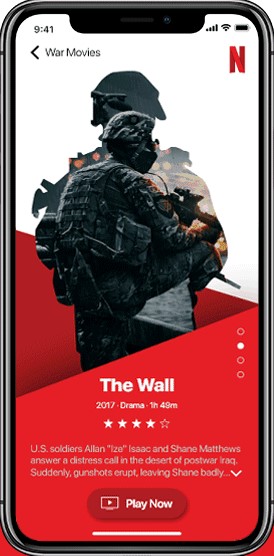 9:41
War Movies
N
The Wall
2017 · Drama · 1h 49m
U.S. soldiers Allan "Ize" Isaac and Shane Matthews
answer a distress call in the desert of postwar Iraq.
Suddenly, gunshots erupt, leaving Shane badly...
Play Now